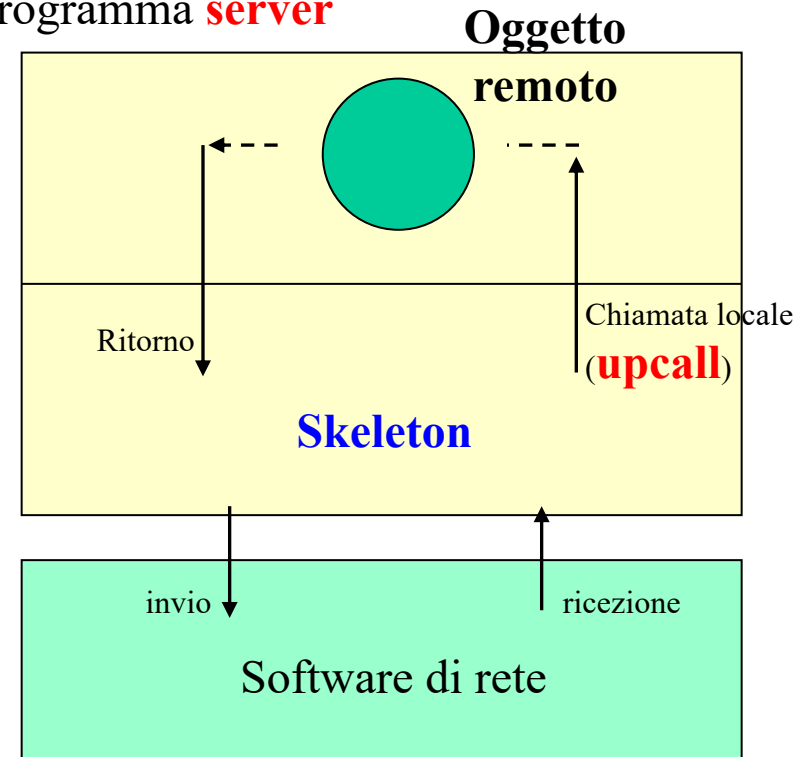 rogramma server
Oggetto
remoto
Chiamata locale
Ritorno
(upcall)
Skeleton
invio
ricezione
Software di rete